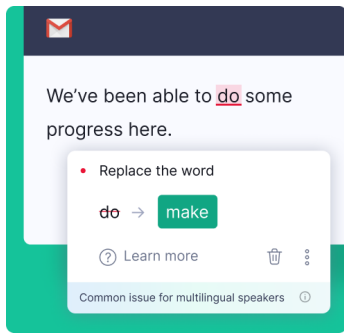 We've been able to do some
progress here.
Replace the word
do → make
Learn more
Common issue for multilingual speakers